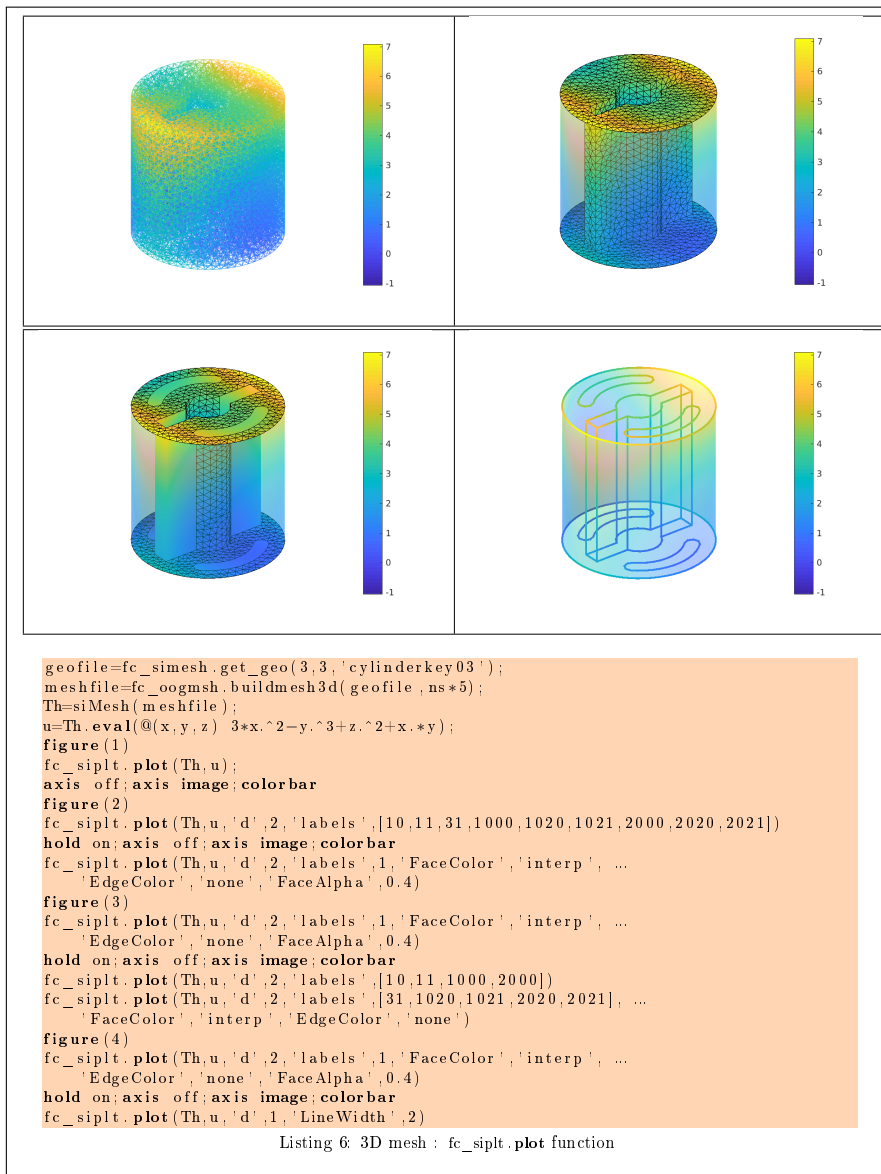 7
6
5
4
3
2
1
0
-1
7
6
5
4
3
2
1
0
-1
7
6
5
4
3
2
1
0
-1
7
6
5
4
3
2
1
0
-1
geofile=fc_simesh.get_geo(3,3,'cylinderkey03');
meshfile=fc_oogmsh.buildmesh3d(geofile,ns*5);
Th=siMesh(meshfile);
u=Th.eval(@(x,y,z) 3*x.^2-y.^3+z.^2+x.*y);
figure(1)
fc_siplt.plot(Th,u);
axis off;axis image;colorbar
figure(2)
fc_siplt.plot(Th,u,'d',2,'labels',[10,11,31,1000,1020,1021,2000,2020,2021])
hold on;axis off;axis image;colorbar
fc_siplt.plot(Th,u,'d',2,'labels',1,'FaceColor','interp', ...
'EdgeColor','none','FaceAlpha',0.4)
figure(3)
fc_siplt.plot(Th,u,'d',2,'labels',1,'FaceColor','interp', ...
'EdgeColor','none','FaceAlpha',0.4)
hold on;axis off;axis image;colorbar
fc_siplt.plot(Th,u,'d',2,'labels',[10,11,1000,2000])
fc_siplt.plot(Th,u,'d',2,'labels',[31,1020,1021,2020,2021], ...
'FaceColor','interp','EdgeColor','none')
figure(4)
fc_siplt.plot(Th,u,'d',2,'labels',1,'FaceColor','interp', ...
'EdgeColor','none','FaceAlpha',0.4)
hold on;axis off;axis image;colorbar
fc_siplt.plot(Th,u,'d',1,'LineWidth',2)
Listing 6: 3D mesh : fc_siplt.plot function